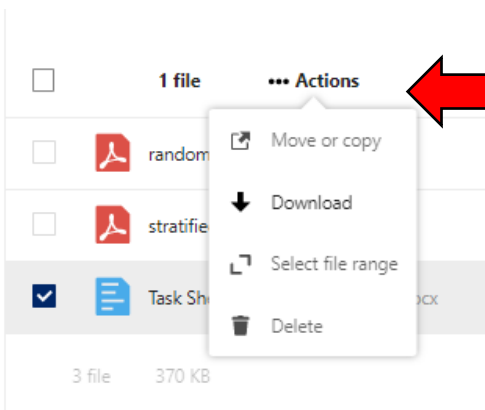 1 file ••• Actions
random
Move or copy
Download
stratifie
Select file range
Task Sh
ocx
Delete
3 file 370 KB